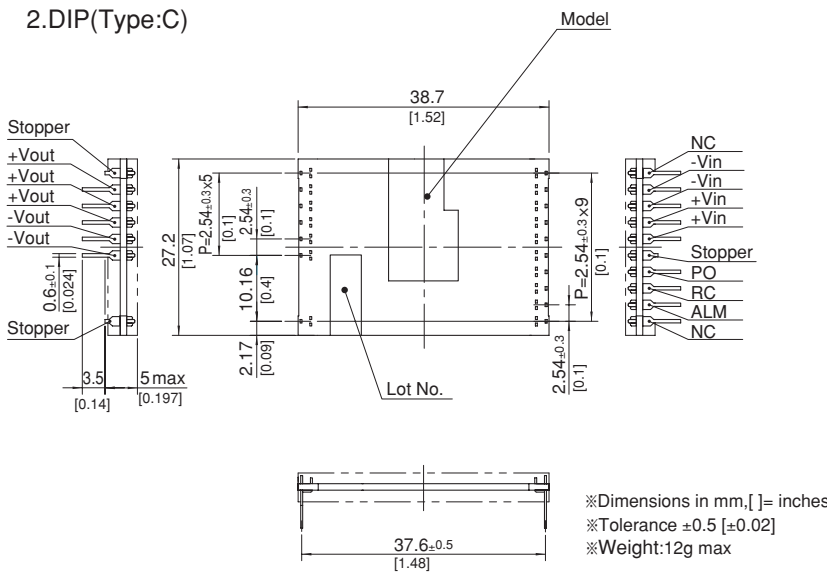 2.DIP(Type:C)
Model
38.7
[1.52]
Stopper
+Vout
+Vout
+Vout
-Vout
-Vout
Stopper
0.6±0.1
[0.024]
3.5
[0.14]
5 max
[0.197]
27.2
[1.07]
P=2.54±0.3x5
[0.1]
2.54±0.3
[0.1]
10.16
[0.4]
2.17
[0.09]
Lot No.
P=2.54±0.3x9
[0.1]
2.54±0.3
[0.1]
NC
-Vin
-Vin
+Vin
+Vin
Stopper
PO
RC
ALM
NC
37.6±0.5
[1.48]
※Dimensions in mm,[ ]= inches
※Tolerance ±0.5 [±0.02]
※Weight:12g max